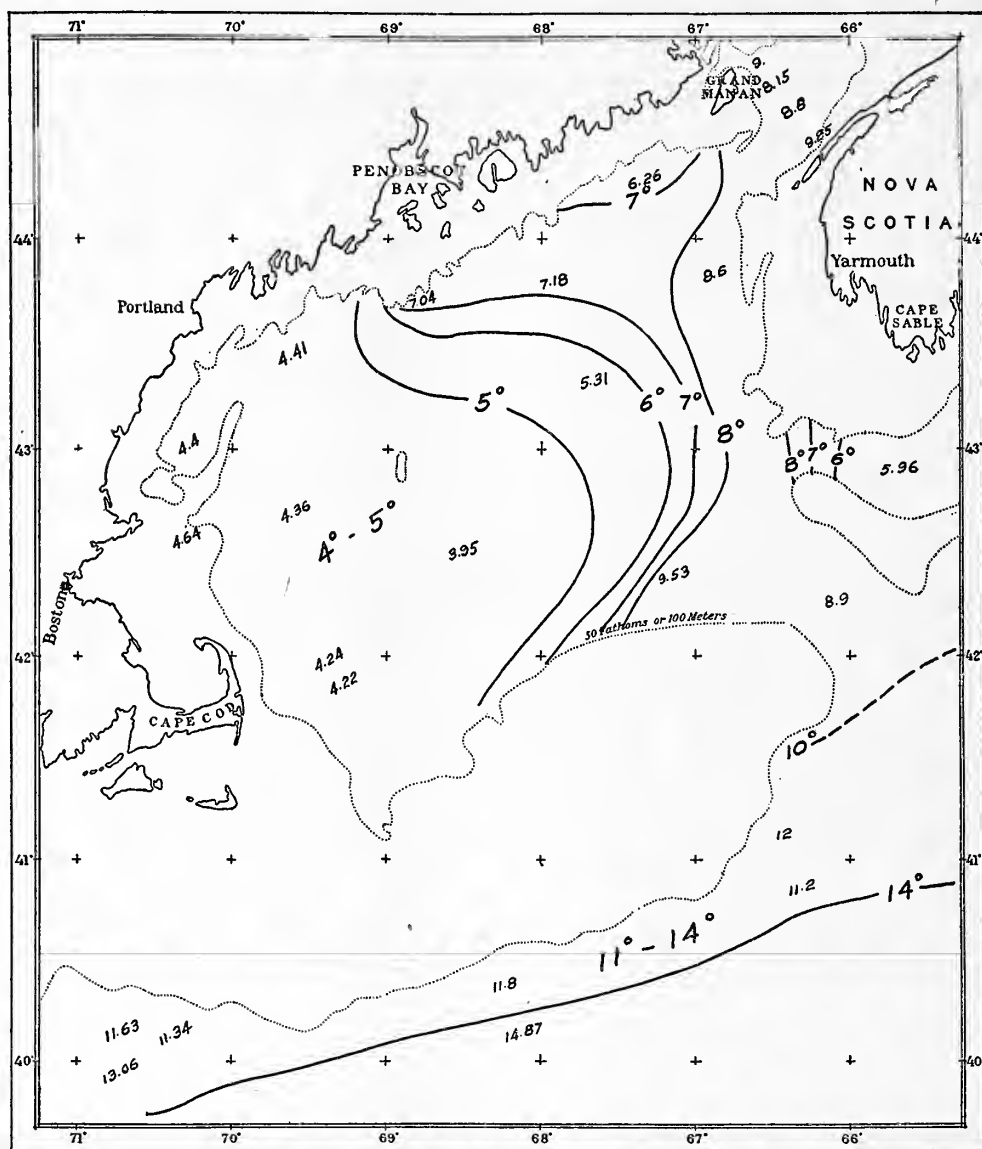 71° 70° 69° 68° 67° 66°
9.
GRAND
MANAN
8.15
8.8
9.25
PENOBSCOT
BAY
6.26
7°
NOVA
SCOTIA
44° 44°
Yarmouth
8.6
7.18
7.04
Portland
CAPE
SABLE
4.41
5.31
5° 6° 7° 8°
4.4
43° 43°
8° 7° 6°
5.96
4.36
4° - 5°
4.64
3.95
9.53
8.9
Boston
50 Fathoms or 100 Meters
42° 42°
4.24
4.22
CAPE COD
10°
12
41° 41°
11.2
14°
11° - 14°
11.8
11.63
11.34
14.87
13.06
40° 40°
71° 70° 69° 68° 67° 66°